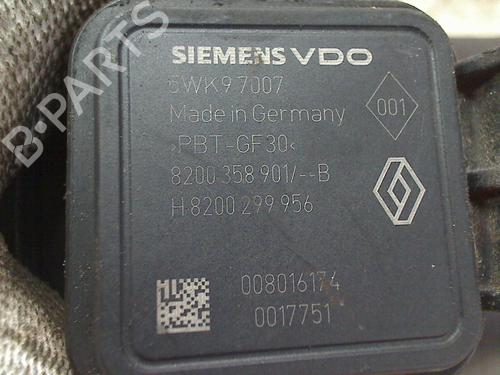 SIEMENS VDO
5WK9 7007
Made in Germany
001
>PBT-GF30<
8200 358 901/--B
H 8200 299 956
008016174
0017751
B-PARTS